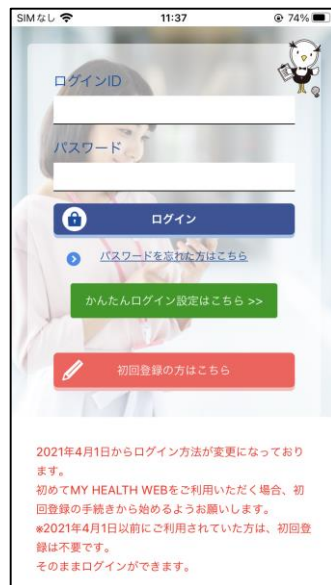 SIMなし 11:37 74%
ログインID
パスワード
ログイン
パスワードを忘れた方はこちら
かんたんログイン設定はこちら >>
初回登録の方はこちら
2021年4月1日からログイン方法が変更になっており
ます。
初めてMY HEALTH WEBをご利用いただく場合、初
回登録の手続きから始めるようお願いします。
※2021年4月1日以前にご利用されていた方は、初回登
録は不要です。
そのままログインができます。